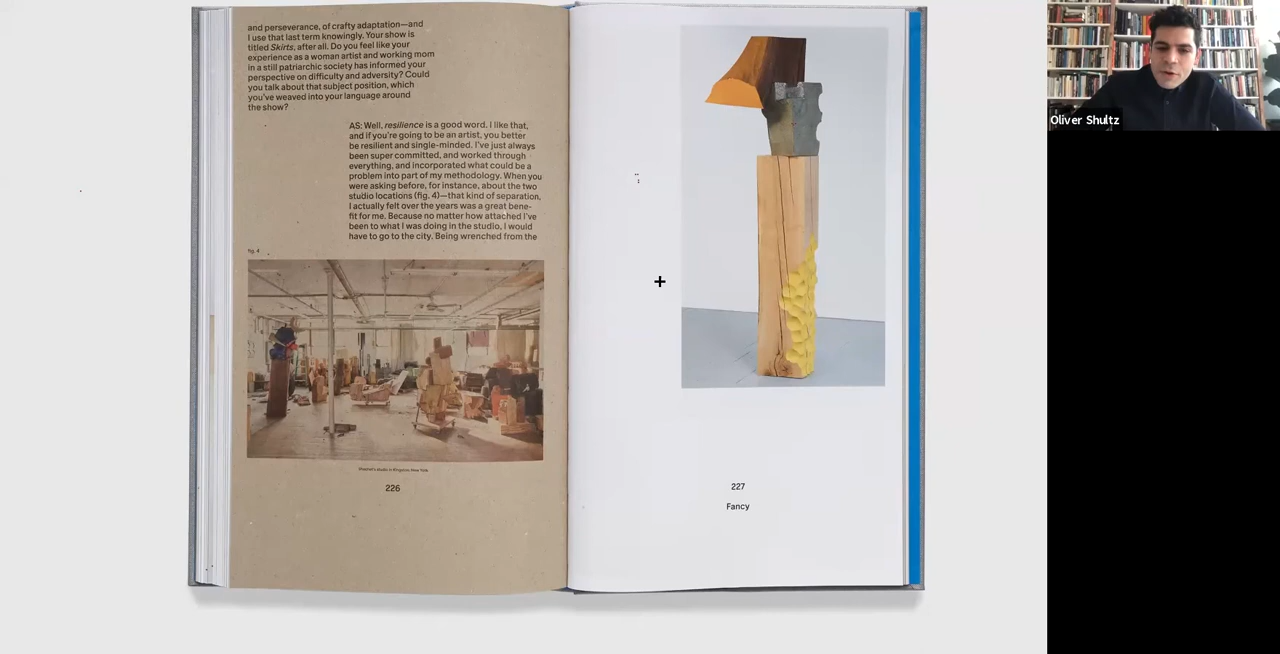 and perseverance, of crafty adaptation—and
I use that last term knowingly. Your show is
titled Skirts, after all. Do you feel like your
experience as a woman artist and working mom
in a still patriarchic society has informed your
perspective on difficulty and adversity? Could
you talk about that subject position, which
you've weaved into your language around
the show?
AS: Well, resilience is a good word. I like that,
and if you're going to be an artist, you better
be resilient and single-minded. I've just always
been super committed, and worked through
everything, and incorporated what could be a
problem into part of my methodology. When you
were asking before, for instance, about the two
studio locations (fig. 4)—that kind of separation,
I actually felt over the years was a great bene-
fit for me. Because no matter how attached I've
been to what I was doing in the studio, I would
have to go to the city. Being wrenched from the
fig. 4
Shechet's studio in Kingston, New York
226
227
Fancy
Oliver Shultz